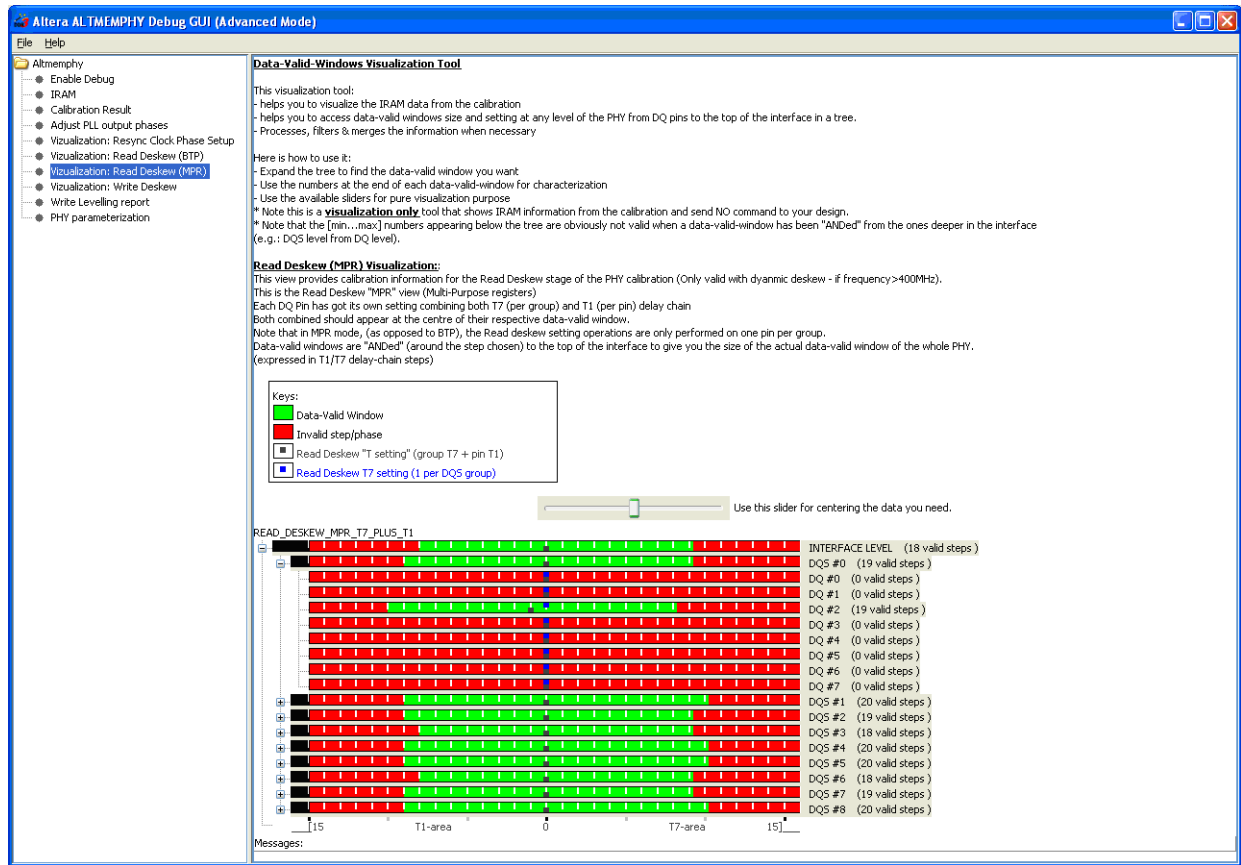 Altera ALTMEMPHY Debug GUI (Advanced Mode)
File Help
Altmemphy
Enable Debug
IRAM
Calibration Result
Adjust PLL output phases
Vizualization: Resync Clock Phase Setup
Vizualization: Read Deskew (BTP)
Vizualization: Read Deskew (MPR)
Vizualization: Write Deskew
Write Levelling report
PHY parameterization
Data-Valid-Windows Visualization Tool
This visualization tool:
- helps you to visualize the IRAM data from the calibration
- helps you to access data-valid windows size and setting at any level of the PHY from DQ pins to the top of the interface in a tree.
- Processes, filters & merges the information when necessary
Here is how to use it:
- Expand the tree to find the data-valid window you want
- Use the numbers at the end of each data-valid-window for characterization
- Use the available sliders for pure visualization purpose
* Note this is a visualization only tool that shows IRAM information from the calibration and send NO command to your design.
* Note that the [min...max] numbers appearing below the tree are obviously not valid when a data-valid-window has been "ANDed" from the ones deeper in the interface
(e.g.: DQS level from DQ level).
Read Deskew (MPR) Visualization::
This view provides calibration information for the Read Deskew stage of the PHY calibration (Only valid with dyanmic deskew - if frequency>400MHz).
This is the Read Deskew "MPR" view (Multi-Purpose registers)
Each DQ Pin has got its own setting combining both T7 (per group) and T1 (per pin) delay chain
Both combined should appear at the centre of their respective data-valid window.
Note that in MPR mode, (as opposed to BTP), the Read deskew setting operations are only performed on one pin per group.
Data-valid windows are "ANDed" (around the step chosen) to the top of the interface to give you the size of the actual data-valid window of the whole PHY.
(expressed in T1/T7 delay-chain steps)
Keys:
Data-Valid Window
Invalid step/phase
Read Deskew "T setting" (group T7 + pin T1)
Read Deskew T7 setting (1 per DQS group)
Use this slider for centering the data you need.
READ_DESKEW_MPR_T7_PLUS_T1
INTERFACE LEVEL (18 valid steps )
DQS #0 (19 valid steps )
DQ #0 (0 valid steps )
DQ #1 (0 valid steps )
DQ #2 (19 valid steps )
DQ #3 (0 valid steps )
DQ #4 (0 valid steps )
DQ #5 (0 valid steps )
DQ #6 (0 valid steps )
DQ #7 (0 valid steps )
DQS #1 (20 valid steps )
DQS #2 (19 valid steps )
DQS #3 (18 valid steps )
DQS #4 (20 valid steps )
DQS #5 (20 valid steps )
DQS #6 (18 valid steps )
DQS #7 (19 valid steps )
DQS #8 (20 valid steps )
__[15 T1-area 0 T7-area 15]__
Messages: